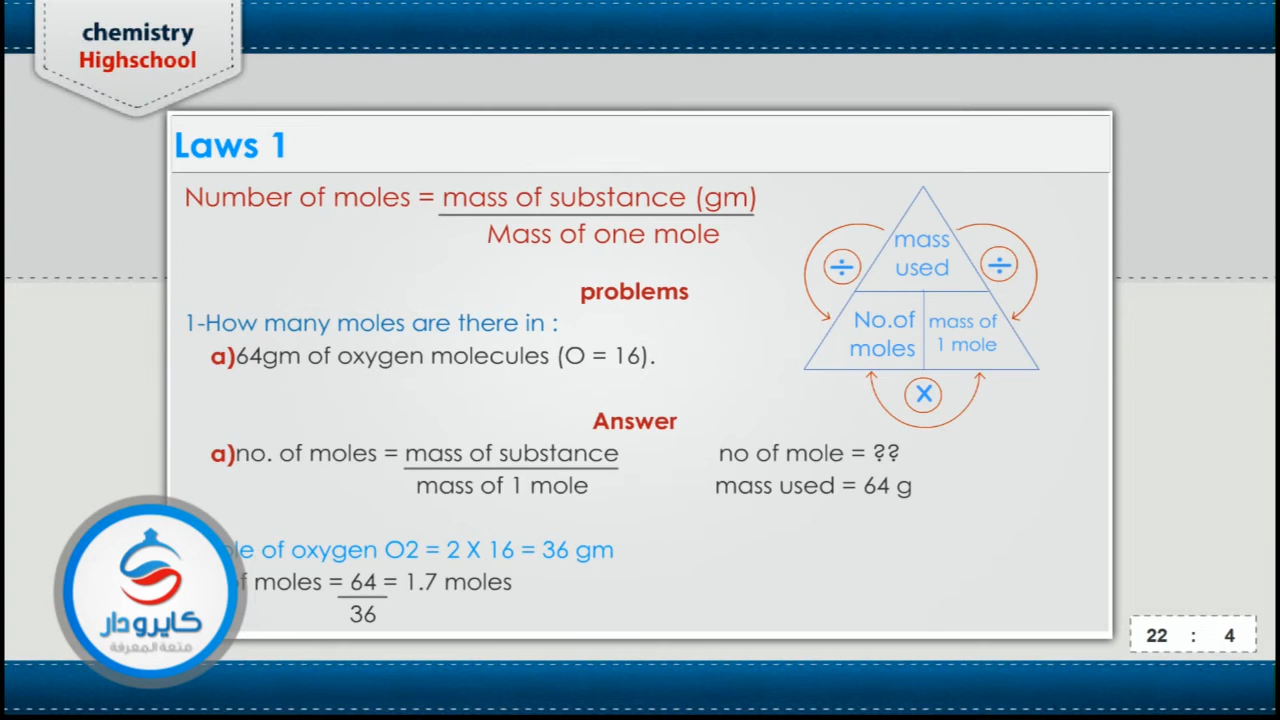 chemistry
Highschool
Laws 1
Number of moles = mass of substance (gm)
Mass of one mole
mass
used
÷
÷
No.of
moles
mass of
1 mole
X
problems
1-How many moles are there in :
a)64gm of oxygen molecules (O = 16).
Answer
a)no. of moles = mass of substance
mass of 1 mole
no of mole = ??
mass used = 64 g
of oxygen O2 = 2 X 16 = 36 gm
moles = 64 = 1.7 moles
36
كايرودار
متعة المعرفة
22 : 4